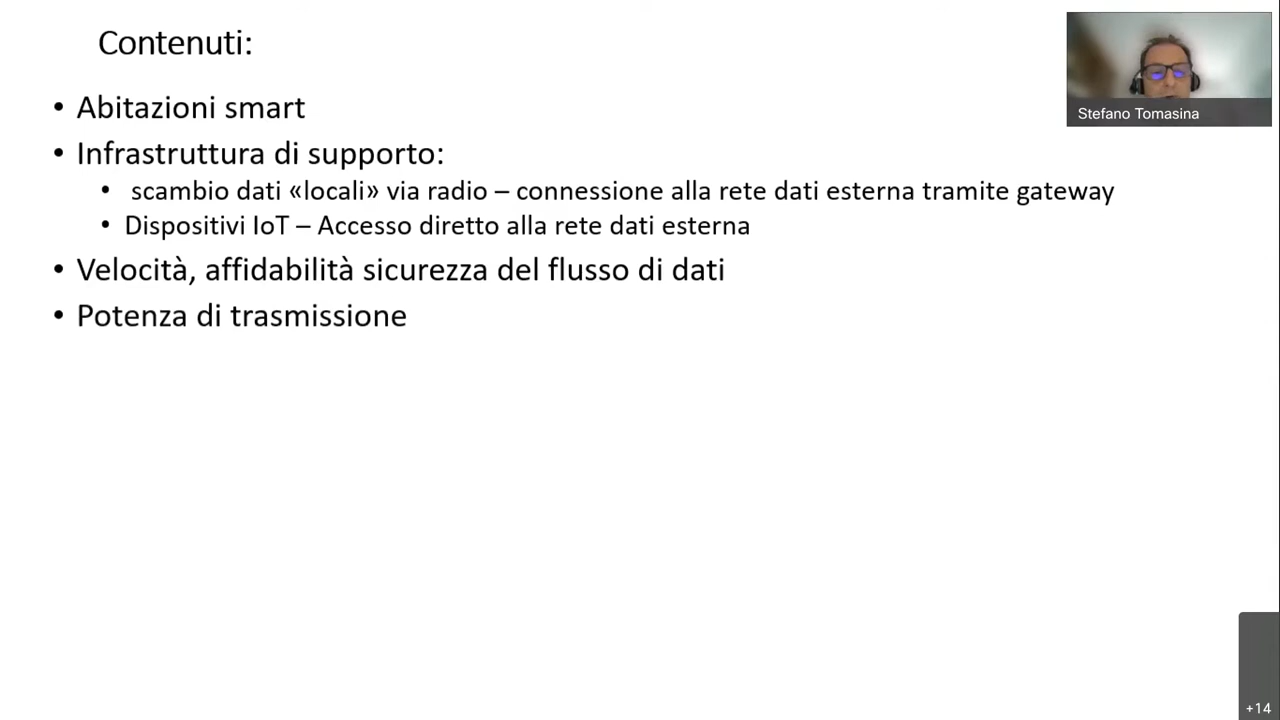 Contenuti:
Stefano Tomasina
• Abitazioni smart
• Infrastruttura di supporto:
• scambio dati «locali» via radio – connessione alla rete dati esterna tramite gateway
• Dispositivi IoT – Accesso diretto alla rete dati esterna
• Velocità, affidabilità sicurezza del flusso di dati
• Potenza di trasmissione
+14